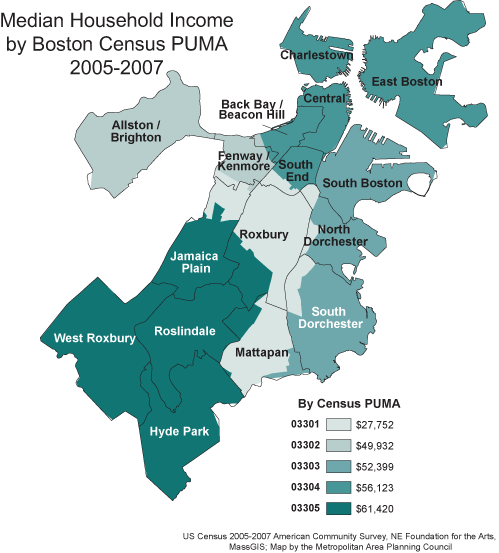 Median Household Income
by Boston Census PUMA
2005-2007
Charlestown
East Boston
Central
Back Bay /
Beacon Hill
Allston /
Brighton
Fenway /
Kenmore
South
End
South Boston
Roxbury
North
Dorchester
Jamaica
Plain
South
Dorchester
West Roxbury
Roslindale
Mattapan
Hyde Park
By Census PUMA
03301 $27,752
03302 $49,932
03303 $52,399
03304 $56,123
03305 $61,420
US Census 2005-2007 American Community Survey, NE Foundation for the Arts,
MassGIS; Map by the Metropolitan Area Planning Council